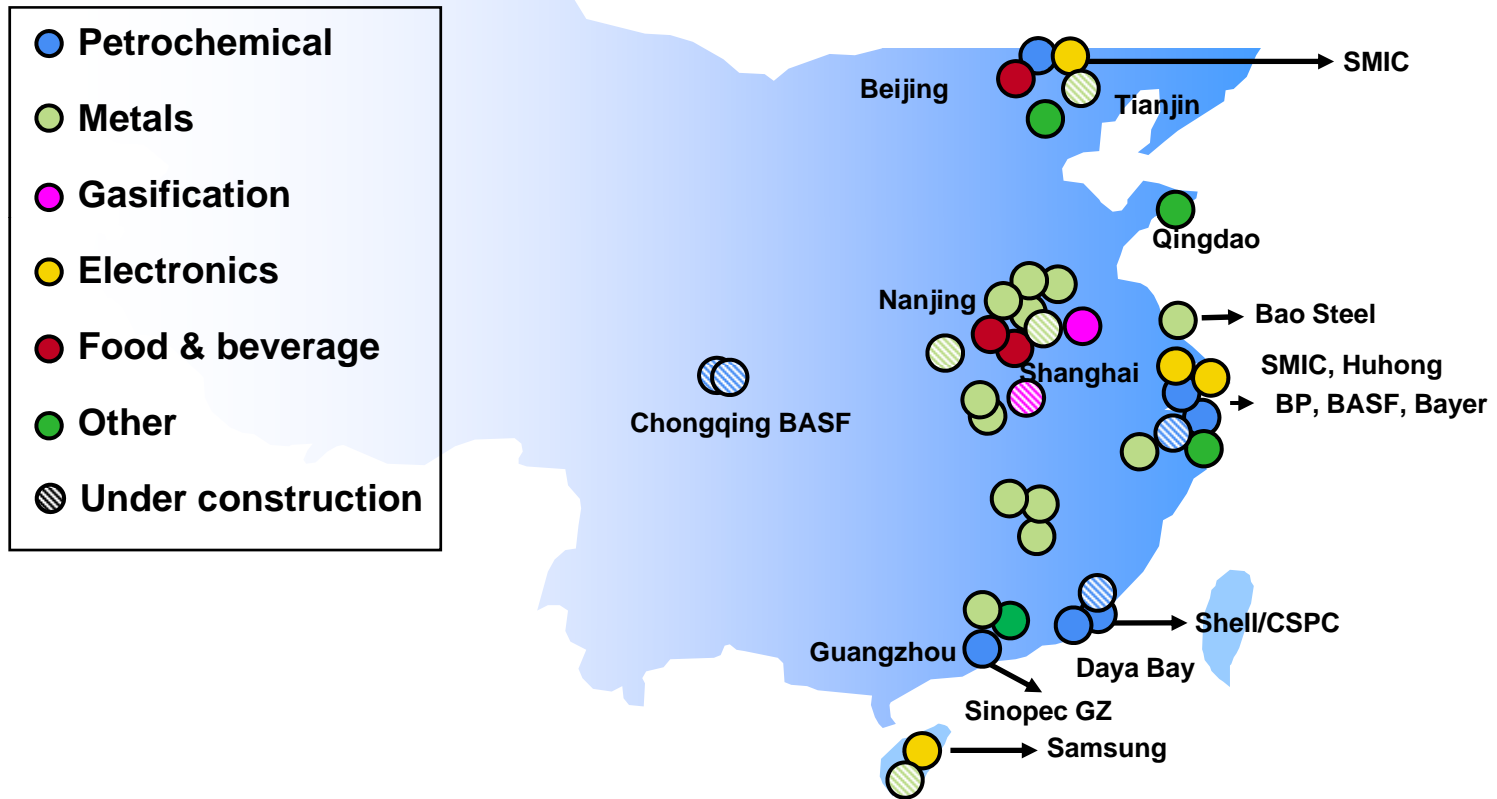 Petrochemical
Metals
Gasification
Electronics
Food & beverage
Other
Under construction
SMIC
Beijing
Tianjin
Qingdao
Nanjing
Bao Steel
Shanghai
SMIC, Huhong
BP, BASF, Bayer
Chongqing BASF
Shell/CSPC
Guangzhou
Daya Bay
Sinopec GZ
Samsung